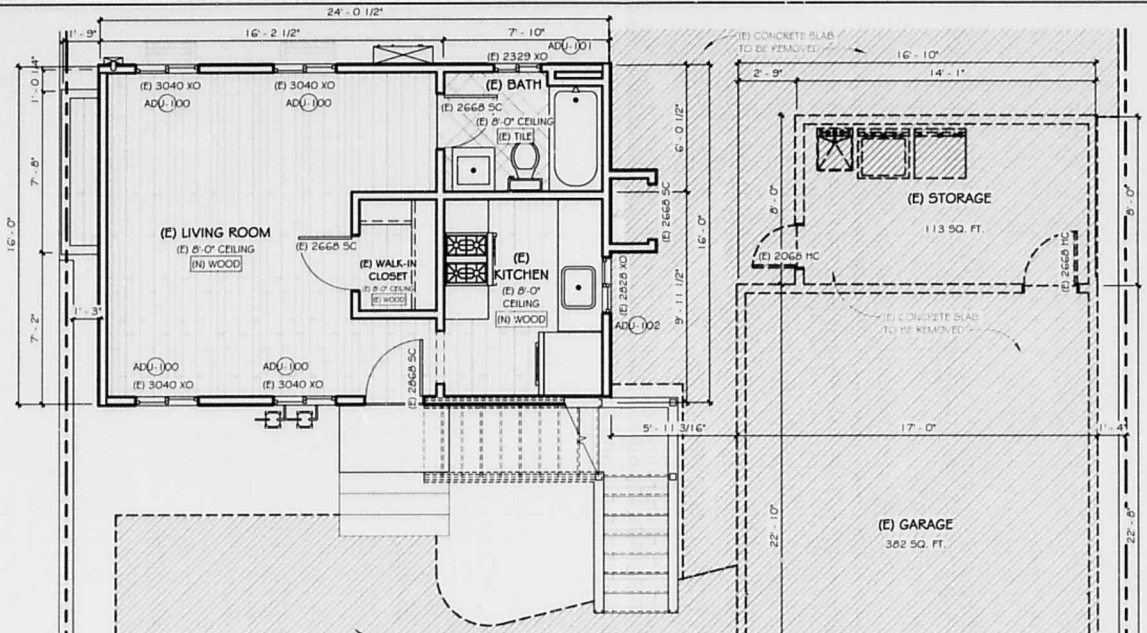 24' - 0 1/2"
1' - 9"
16' - 2 1/2"
7' - 10"
ADU-101
(E) 2329 XO
(E) CONCRETE SLAB
TO BE REMOVED
16' - 10"
2' - 9"
14' - 1"
1' - 0 1/4"
(E) 3040 XO
ADU-100
(E) 3040 XO
ADU-100
(E) BATH
(E) 2668 SC
(E) 8'-0" CEILING
(E) TILE
6' - 0 1/2"
7' - 8"
16' - 0"
(E) LIVING ROOM
(E) 8'-0" CEILING
(N) WOOD
(E) 2668 SC
(E) WALK-IN
CLOSET
(E) 8'-0" CEILING
(E) WOOD
(E)
KITCHEN
(E) 8'-0"
CEILING
(N) WOOD
(E) 2668 SC
(E) 2828 XO
ADU-102
16' - 0"
9' - 11 1/2"
8' - 0"
(E) STORAGE
113 SQ. FT.
(E) 2068 HC
(E) 2668 HC
8' - 0"
(E) CONCRETE SLAB
TO BE REMOVED
1' - 3"
7' - 2"
ADU-100
(E) 3040 XO
ADU-100
(E) 3040 XO
(E) 2868 SC
5' - 11 3/16"
17' - 0"
1' - 4"
22' - 10"
22' - 8"
(E) GARAGE
382 SQ. FT.